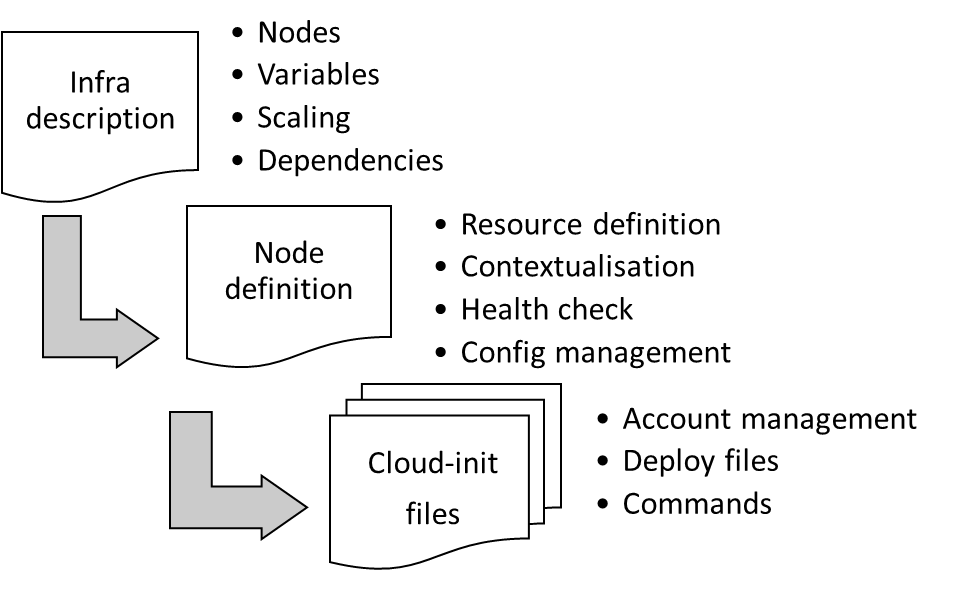 Infra
description
• Nodes
• Variables
• Scaling
• Dependencies
Node
definition
• Resource definition
• Contextualisation
• Health check
• Config management
Cloud-init
files
• Account management
• Deploy files
• Commands